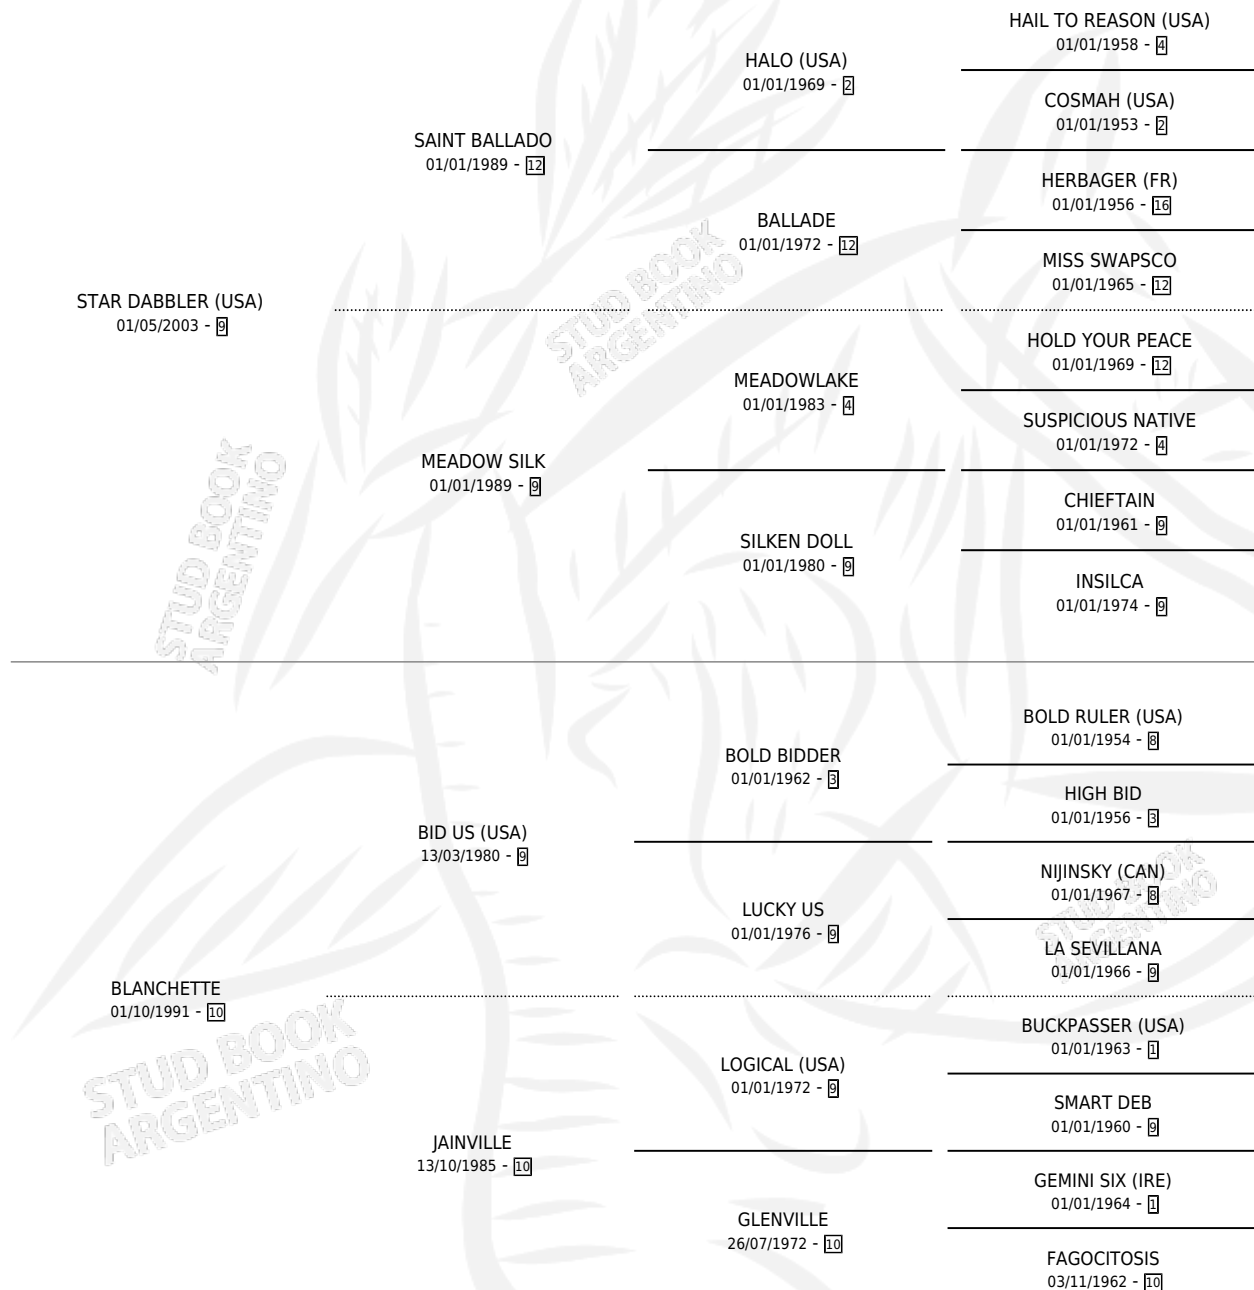 HAIL TO REASON (USA)
01/01/1958 - 4
HALO (USA)
01/01/1969 - 2
COSMAH (USA)
01/01/1953 - 2
SAINT BALLADO
01/01/1989 - 12
HERBAGER (FR)
01/01/1956 - 16
BALLADE
01/01/1972 - 12
MISS SWAPSCO
01/01/1965 - 12
STAR DABBLER (USA)
01/05/2003 - 9
HOLD YOUR PEACE
01/01/1969 - 12
MEADOWLAKE
01/01/1983 - 4
SUSPICIOUS NATIVE
01/01/1972 - 4
MEADOW SILK
01/01/1989 - 9
CHIEFTAIN
01/01/1961 - 9
SILKEN DOLL
01/01/1980 - 9
INSILCA
01/01/1974 - 9
BOLD RULER (USA)
01/01/1954 - 8
BOLD BIDDER
01/01/1962 - 3
HIGH BID
01/01/1956 - 3
BID US (USA)
13/03/1980 - 9
NIJINSKY (CAN)
01/01/1967 - 8
LUCKY US
01/01/1976 - 9
LA SEVILLANA
01/01/1966 - 9
BLANCHETTE
01/10/1991 - 10
BUCKPASSER (USA)
01/01/1963 - 1
LOGICAL (USA)
01/01/1972 - 9
SMART DEB
01/01/1960 - 9
JAINVILLE
13/10/1985 - 10
GEMINI SIX (IRE)
01/01/1964 - 1
GLENVILLE
26/07/1972 - 10
FAGOCITOSIS
03/11/1962 - 10
STUD BOOK
ARGENTINO
STUD BOOK
ARGENTINO
STUD BOOK
ARGENTINO
STUD BOOK
ARGENTINO